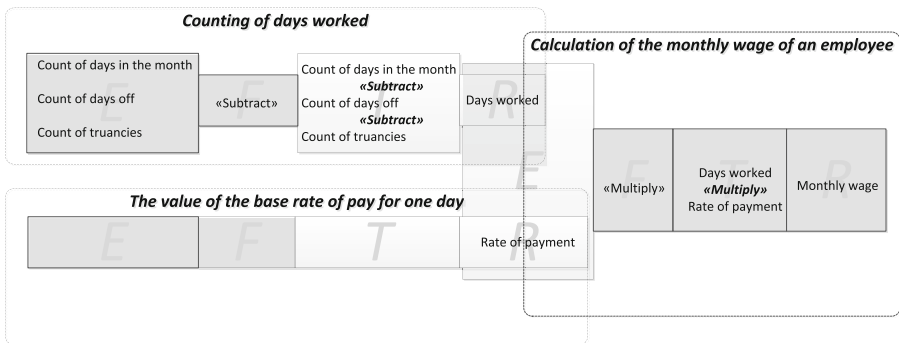 Counting of days worked
Calculation of the monthly wage of an employee
Count of days in the month
Count of days off
Count of truancies
E
«Subtract»
F
Count of days in the month
«Subtract»
Count of days off
«Subtract»
Count of truancies
T
Days worked
R
E
«Multiply»
F
Days worked
«Multiply»
Rate of payment
T
Monthly wage
R
The value of the base rate of pay for one day
E
F
T
Rate of payment
R